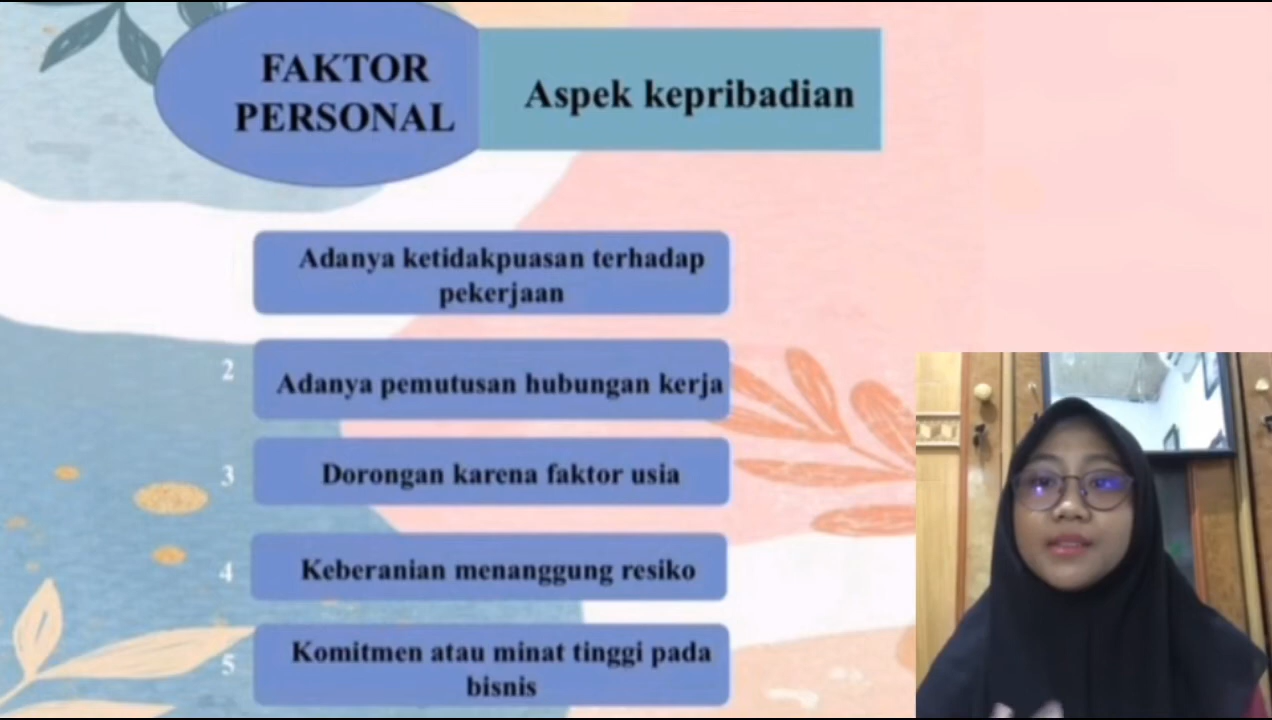 FAKTOR
PERSONAL
Aspek kepribadian
Adanya ketidakpuasan terhadap
pekerjaan
2
Adanya pemutusan hubungan kerja
3
Dorongan karena faktor usia
4
Keberanian menanggung resiko
5
Komitmen atau minat tinggi pada
bisnis